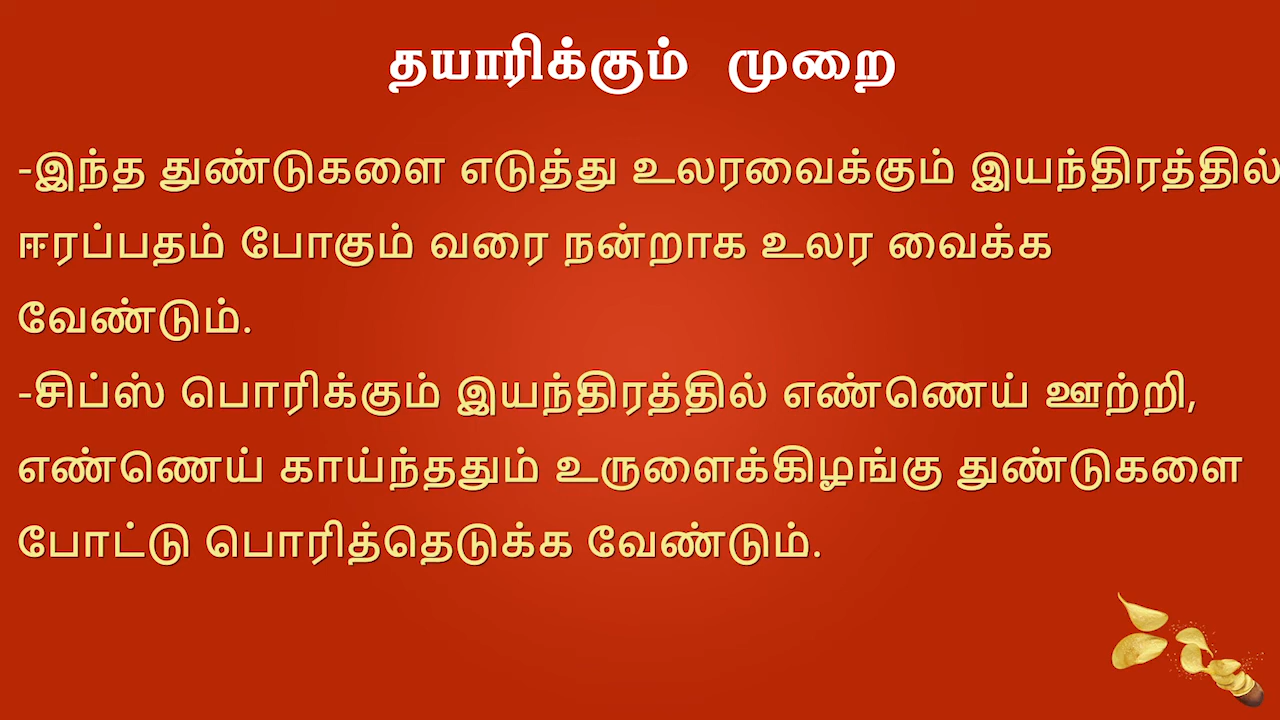 தயாரிக்கும் முறை
-இந்த துண்டுகளை எடுத்து உலரவைக்கும் இயந்திரத்தில்
ஈரப்பதம் போகும் வரை நன்றாக உலர வைக்க
வேண்டும்.
-சிப்ஸ் பொரிக்கும் இயந்திரத்தில் எண்ணெய் ஊற்றி,
எண்ணெய் காய்ந்ததும் உருளைக்கிழங்கு துண்டுகளை
போட்டு பொரித்தெடுக்க வேண்டும்.